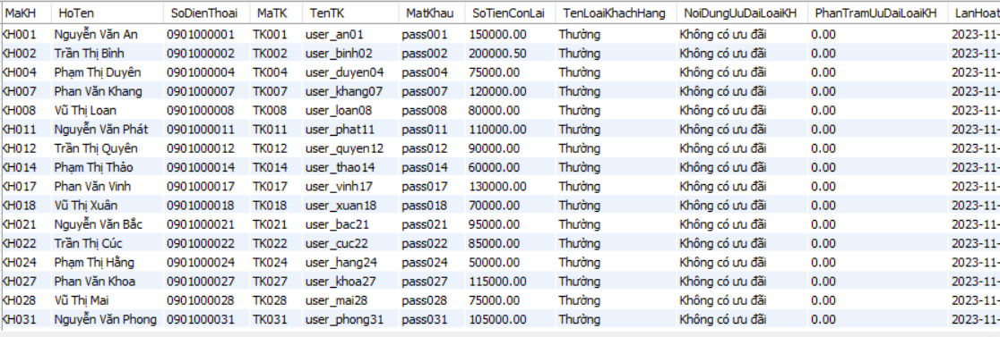 MaKH HoTen SoDienThoai MaTK TenTK MatKhau SoTienConLai TenLoaiKhachHang NoiDungUuDaiLoaiKH PhanTramUuDaiLoaiKH LanHoat
KH001 Nguyễn Văn An 0901000001 TK001 user_an01 pass001 150000.00 Thường Không có ưu đãi 0.00 2023-11-
KH002 Trần Thị Bình 0901000002 TK002 user_binh02 pass002 200000.50 Thường Không có ưu đãi 0.00 2023-11-
KH004 Phạm Thị Duyên 0901000004 TK004 user_duyen04 pass004 75000.00 Thường Không có ưu đãi 0.00 2023-11-
KH007 Phan Văn Khang 0901000007 TK007 user_khang07 pass007 120000.00 Thường Không có ưu đãi 0.00 2023-11-
KH008 Vũ Thị Loan 0901000008 TK008 user_loan08 pass008 80000.00 Thường Không có ưu đãi 0.00 2023-11-
KH011 Nguyễn Văn Phát 0901000011 TK011 user_phat11 pass011 110000.00 Thường Không có ưu đãi 0.00 2023-11-
KH012 Trần Thị Quyên 0901000012 TK012 user_quyen12 pass012 90000.00 Thường Không có ưu đãi 0.00 2023-11-
KH014 Phạm Thị Thảo 0901000014 TK014 user_thao14 pass014 60000.00 Thường Không có ưu đãi 0.00 2023-11-
KH017 Phan Văn Vinh 0901000017 TK017 user_vinh17 pass017 130000.00 Thường Không có ưu đãi 0.00 2023-11-
KH018 Vũ Thị Xuân 0901000018 TK018 user_xuan18 pass018 70000.00 Thường Không có ưu đãi 0.00 2023-11-
KH021 Nguyễn Văn Bắc 0901000021 TK021 user_bac21 pass021 95000.00 Thường Không có ưu đãi 0.00 2023-11-
KH022 Trần Thị Cúc 0901000022 TK022 user_cuc22 pass022 85000.00 Thường Không có ưu đãi 0.00 2023-11-
KH024 Phạm Thị Hằng 0901000024 TK024 user_hang24 pass024 50000.00 Thường Không có ưu đãi 0.00 2023-11-
KH027 Phan Văn Khoa 0901000027 TK027 user_khoa27 pass027 115000.00 Thường Không có ưu đãi 0.00 2023-11-
KH028 Vũ Thị Mai 0901000028 TK028 user_mai28 pass028 75000.00 Thường Không có ưu đãi 0.00 2023-11-
KH031 Nguyễn Văn Phong 0901000031 TK031 user_phong31 pass031 105000.00 Thường Không có ưu đãi 0.00 2023-11-